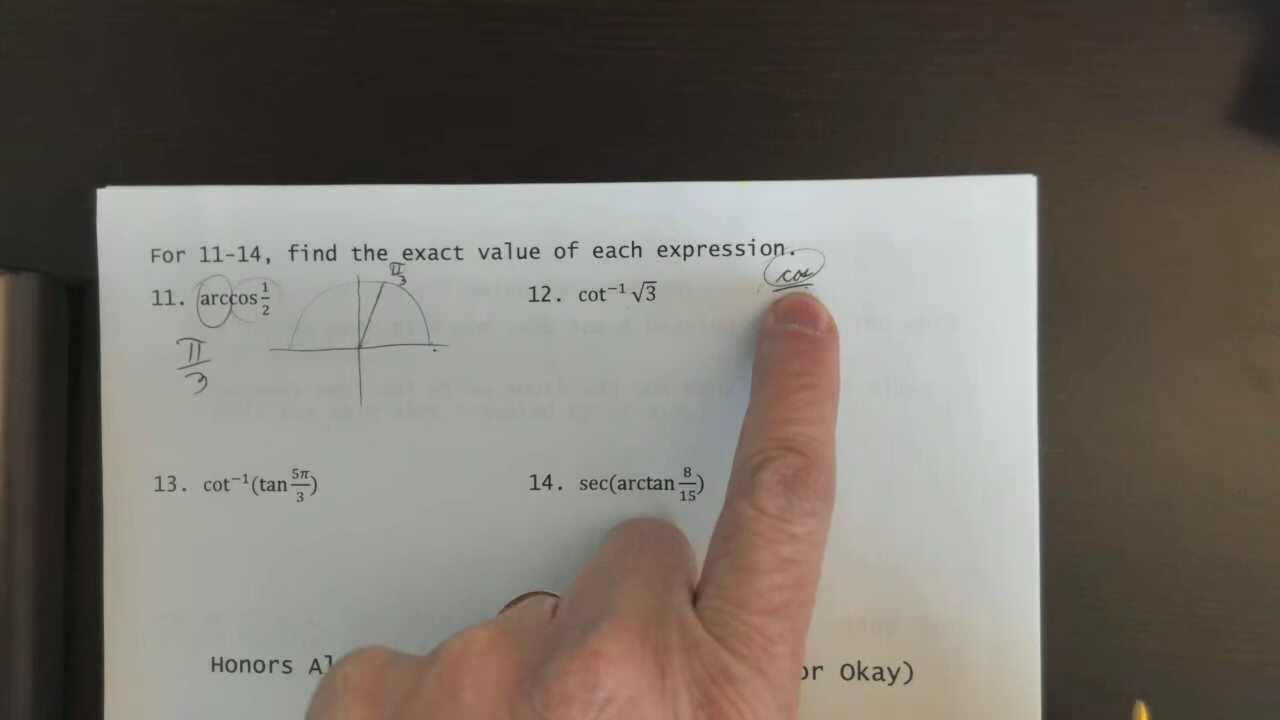 For 11-14, find the exact value of each expression.
11. arccos 1/2
π/3
π/3
12. cot⁻¹ √3
cos
13. cot⁻¹(tan 5π/3)
14. sec(arctan 8/15)
Honors
or Okay)